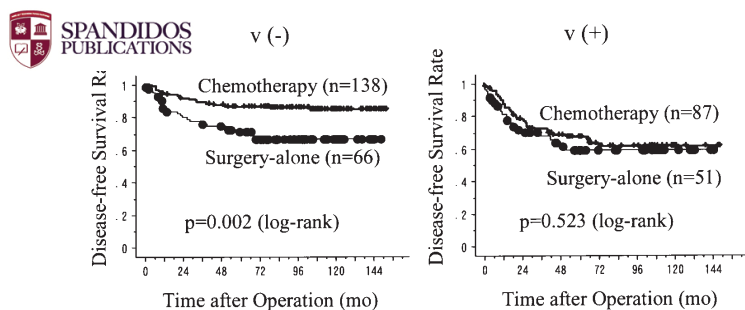 SPANDIDOS
PUBLICATIONS
v (-)
Disease-free Survival Ra
1
.8
.6
.4
.2
0
Chemotherapy (n=138)
Surgery-alone (n=66)
p=0.002 (log-rank)
0 24 48 72 96 120 144
Time after Operation (mo)
v (+)
Disease-free Survival Rate
1
.8
.6
.4
.2
0
Chemotherapy (n=87)
Surgery-alone (n=51)
p=0.523 (log-rank)
0 24 48 72 96 120 144
Time after Operation (mo)